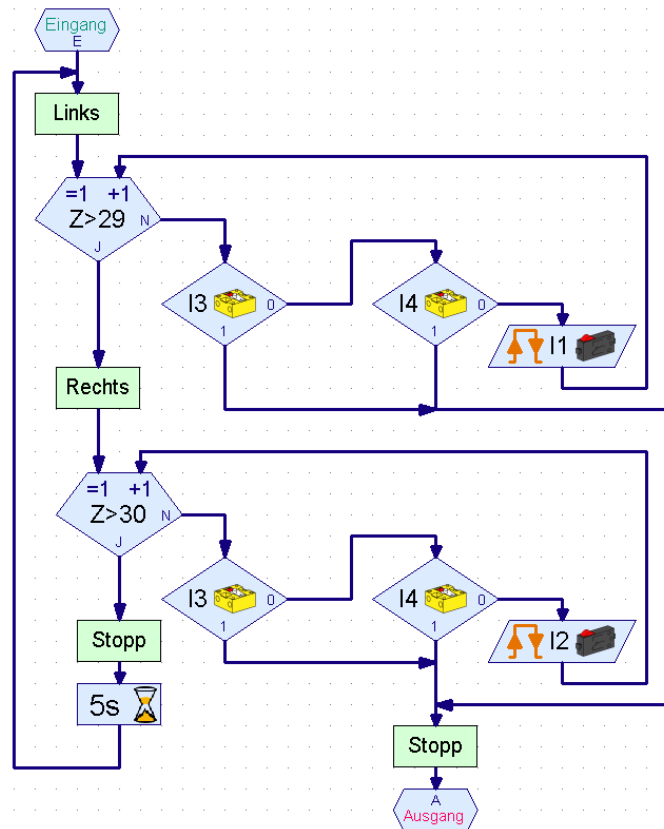 Eingang
E
Links
=1 +1
Z>29
N
J
I3
0
1
I4
0
1
I1
Rechts
=1 +1
Z>30
N
J
I3
0
1
I4
0
1
I2
Stopp
5s
Stopp
A
Ausgang